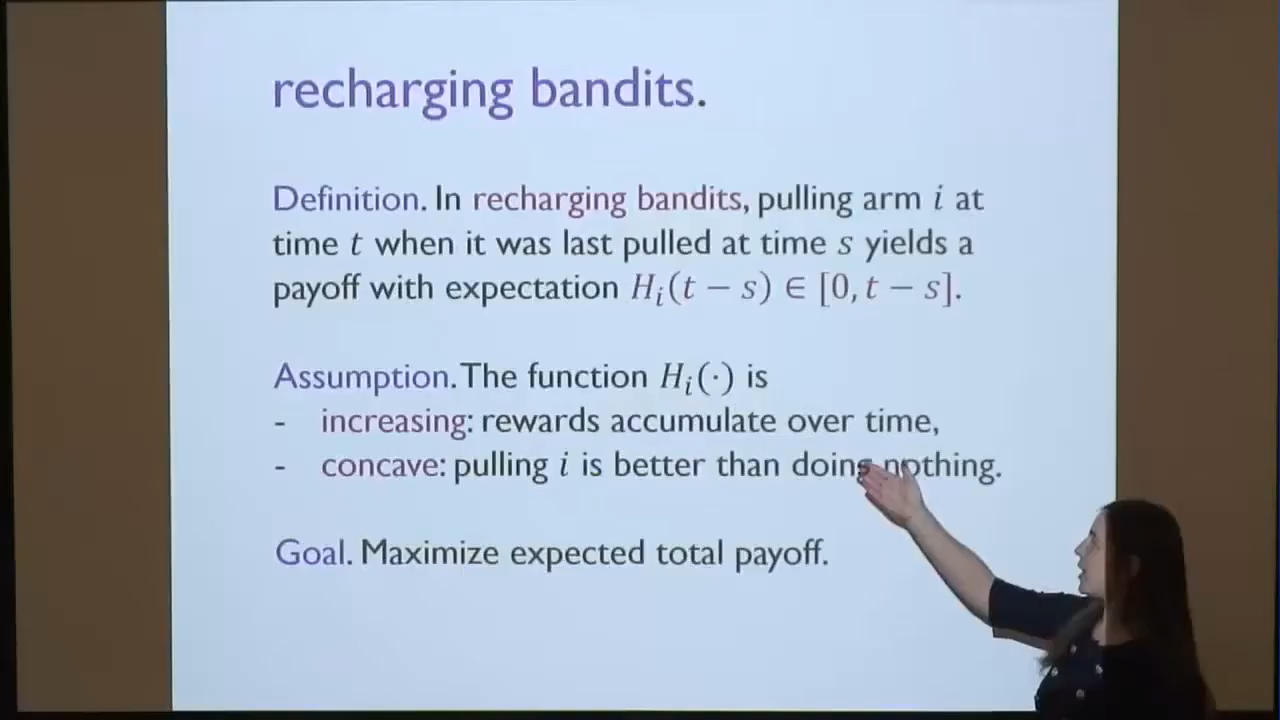 recharging bandits.
Definition. In recharging bandits, pulling arm i at
time t when it was last pulled at time s yields a
payoff with expectation Hᵢ(t − s) ∈ [0, t − s].
Assumption. The function Hᵢ(·) is
- increasing: rewards accumulate over time,
- concave: pulling i is better than doing nothing.
Goal. Maximize expected total payoff.